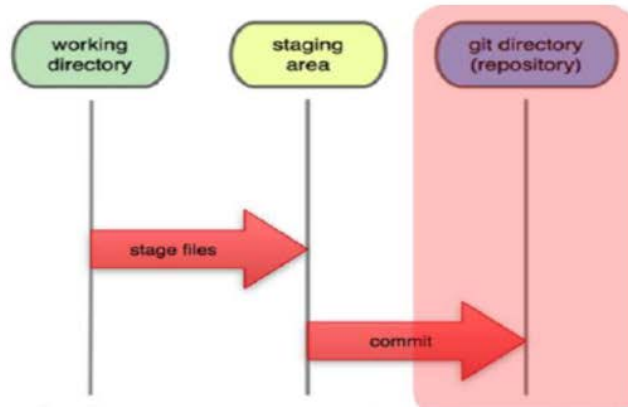 working
directory
staging
area
git directory
(repository)
stage files
commit